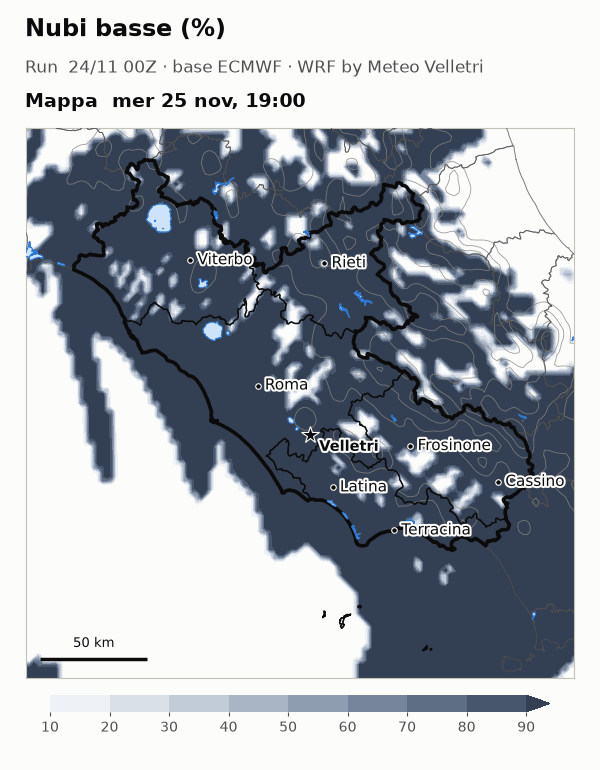 Nubi basse (%)
Run  24/11 00Z · base ECMWF · WRF by Meteo Velletri
Mappa  mer 25 nov, 19:00
Viterbo
Rieti
Roma
Velletri
Frosinone
Cassino
Latina
Terracina
50 km
10 20 30 40 50 60 70 80 90